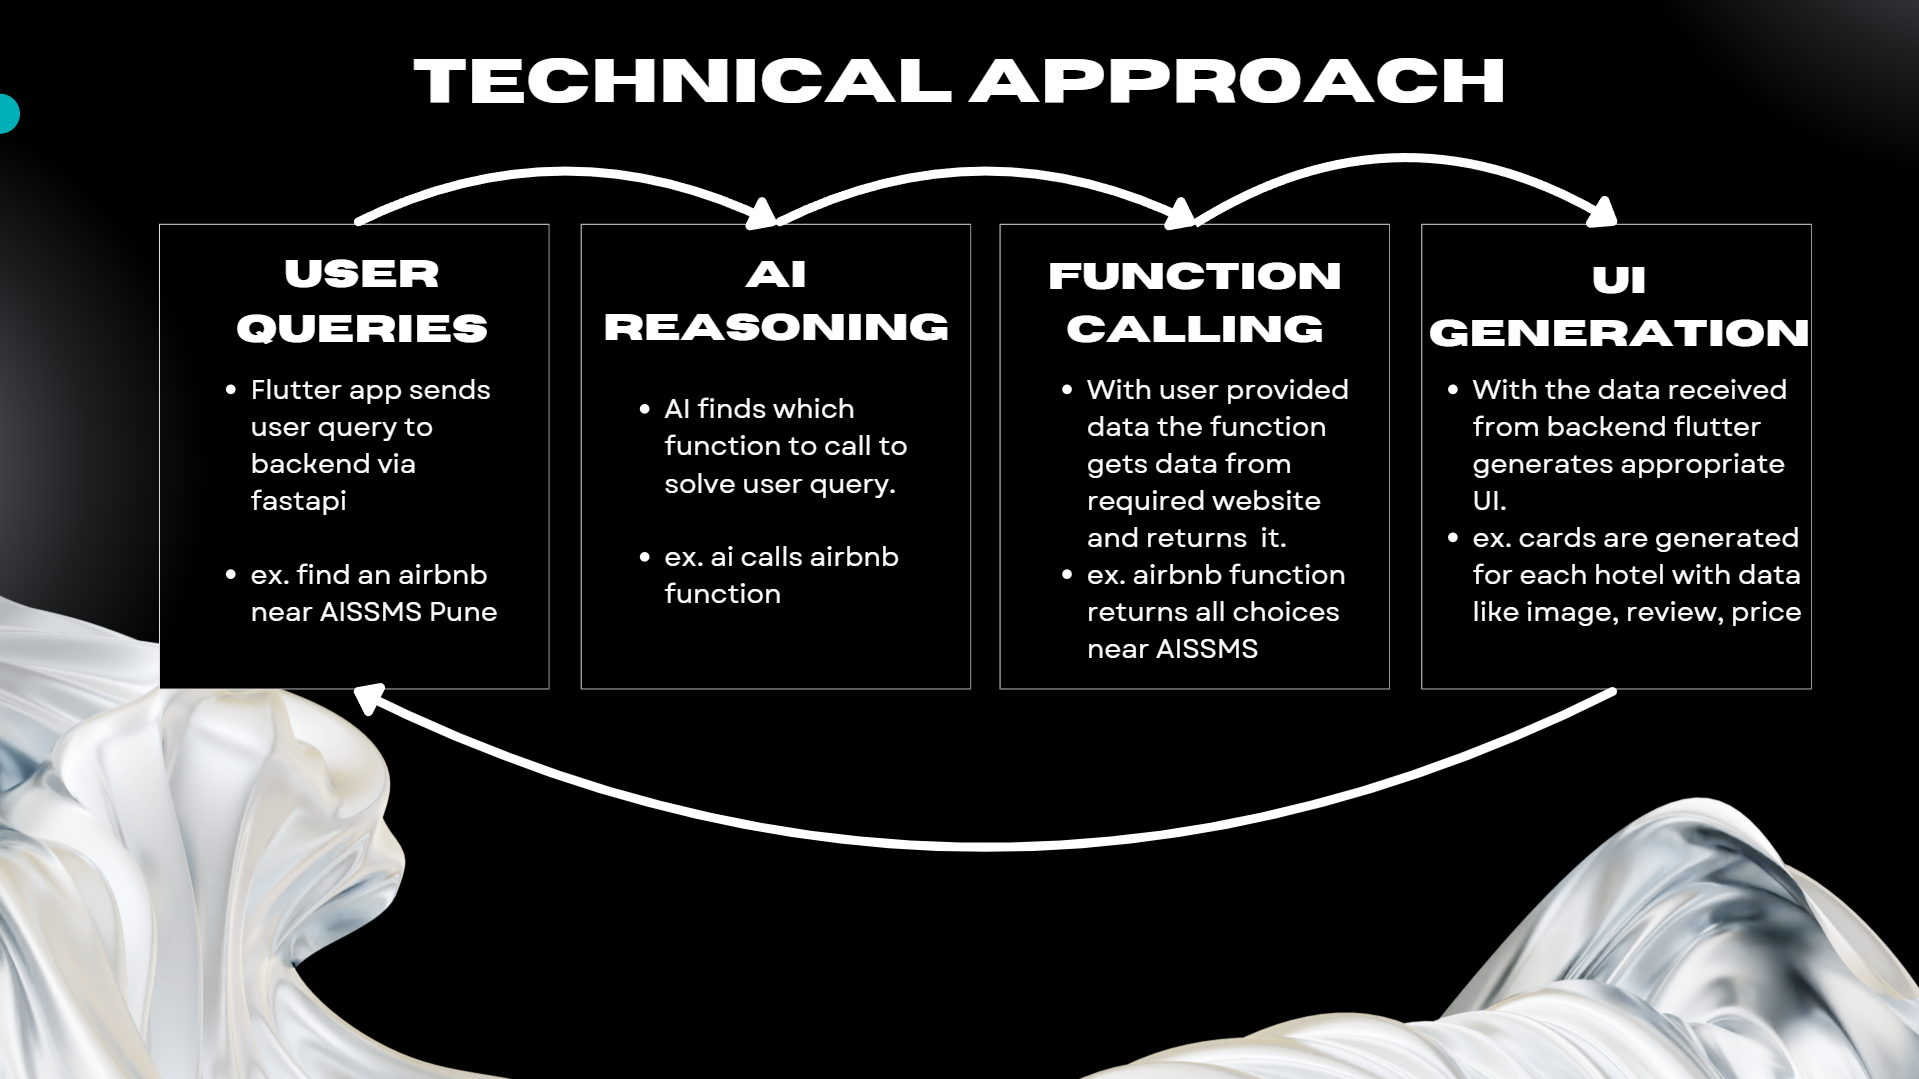 TECHNICAL APPROACH
USER
QUERIES
• Flutter app sends
user query to
backend via
fastapi
• ex. find an airbnb
near AISSMS Pune
AI
REASONING
• AI finds which
function to call to
solve user query.
• ex. ai calls airbnb
function
FUNCTION
CALLING
• With user provided
data the function
gets data from
required website
and returns  it.
• ex. airbnb function
returns all choices
near AISSMS
UI
GENERATION
• With the data received
from backend flutter
generates appropriate
UI.
• ex. cards are generated
for each hotel with data
like image, review, price